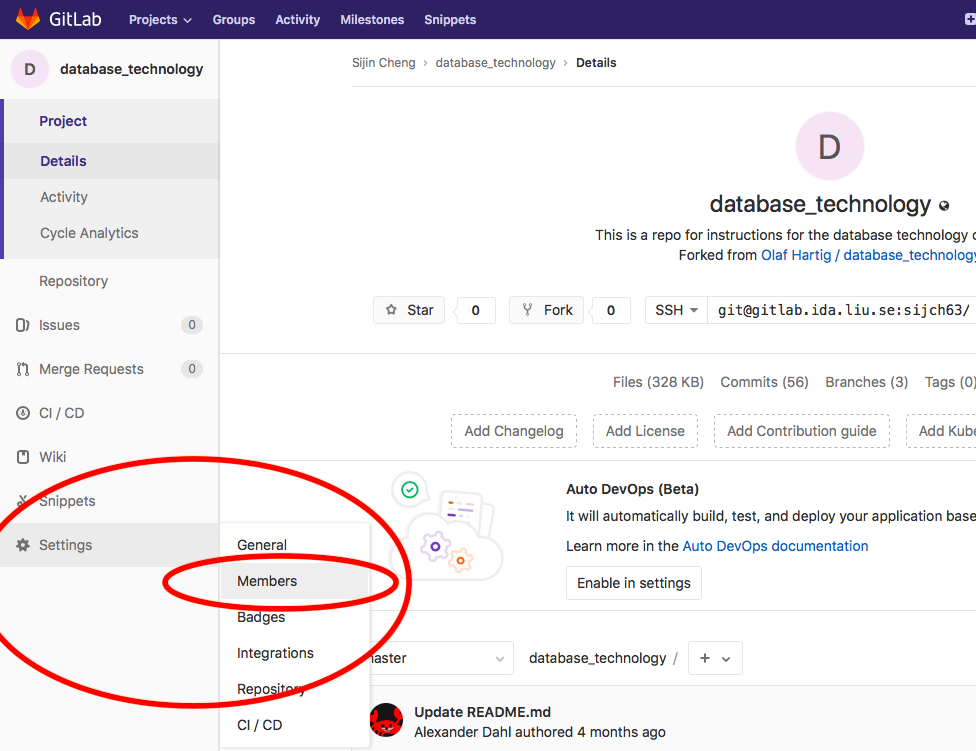 GitLab Projects Groups Activity Milestones Snippets
D database_technology
Sijin Cheng › database_technology › Details
Project
Details
Activity
Cycle Analytics
Repository
Issues 0
Merge Requests 0
CI / CD
Wiki
Snippets
Settings
General
Members
Badges
Integrations
Repository
CI / CD
D
database_technology
This is a repo for instructions for the database technology
Forked from Olaf Hartig / database_technology
Star 0 Fork 0 SSH git@gitlab.ida.liu.se:sijch63/
Files (328 KB) Commits (56) Branches (3) Tags (0)
Add Changelog Add License Add Contribution guide Add Kube
Auto DevOps (Beta)
It will automatically build, test, and deploy your application base
Learn more in the Auto DevOps documentation
Enable in settings
master database_technology / +
Update README.md
Alexander Dahl authored 4 months ago